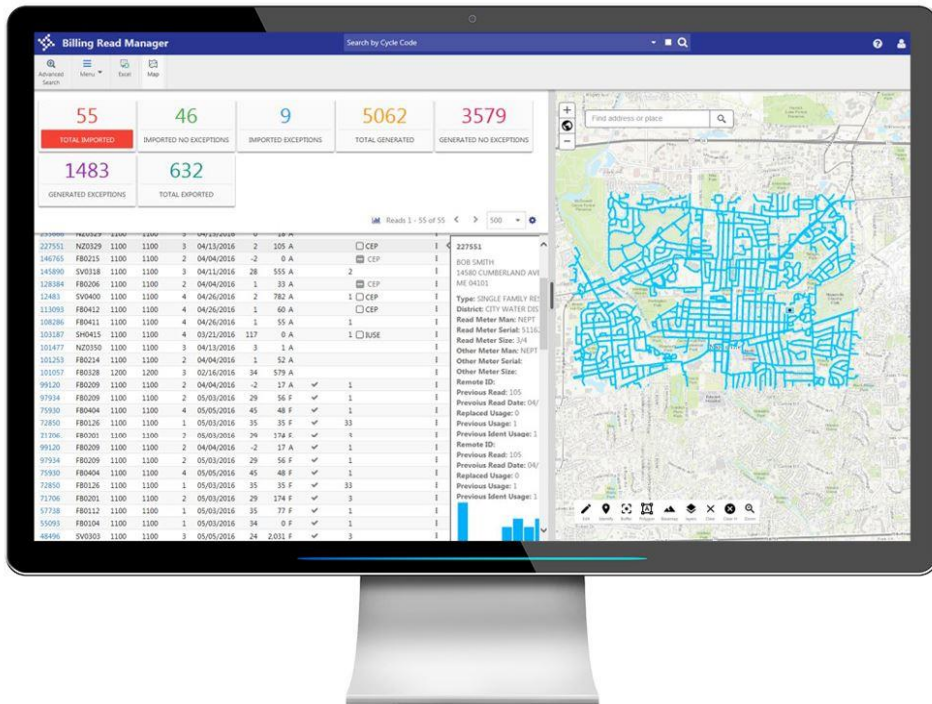 Billing Read Manager
Search by Cycle Code
Advanced Search
Menu
Excel
Map
55
TOTAL IMPORTED
46
IMPORTED NO EXCEPTIONS
9
IMPORTED EXCEPTIONS
5062
TOTAL GENERATED
3579
GENERATED NO EXCEPTIONS
1483
GENERATED EXCEPTIONS
632
TOTAL EXPORTED
Reads 1 - 55 of 55
500
227551 NZ0329 1100 1100 3 04/13/2016 2 105 A CEP
146765 FB0215 1100 1100 2 04/04/2016 -2 0 A CEP
145890 SV0318 1100 1100 3 04/11/2016 28 555 A 2
128384 FB0206 1100 1100 2 04/04/2016 1 33 A CEP
12483 SV0400 1100 1100 4 04/26/2016 2 782 A 1 CEP
113093 FB0412 1100 1100 4 04/26/2016 1 60 A CEP
108286 FB0411 1100 1100 4 04/26/2016 1 55 A 1
103187 SH0415 1100 1100 4 03/21/2016 117 0 A 1 IUSE
101477 NZ0350 1100 1100 3 04/13/2016 3 1 A
101253 FB0214 1100 1100 2 04/04/2016 1 52 A
101057 FB0328 1200 1200 3 02/16/2016 34 579 A
99120 FB0209 1100 1100 2 04/04/2016 -2 17 A 1
97934 FB0209 1100 1100 2 05/03/2016 29 56 F 1
75930 FB0404 1100 1100 4 05/05/2016 45 48 F 1
72850 FB0126 1100 1100 1 05/03/2016 35 35 F 33
99120 FB0209 1100 1100 2 04/04/2016 -2 17 A 1
97934 FB0209 1100 1100 2 05/03/2016 29 56 F 1
75930 FB0404 1100 1100 4 05/05/2016 45 48 F 1
72850 FB0126 1100 1100 1 05/03/2016 35 35 F 33
71706 FB0201 1100 1100 2 05/03/2016 29 174 F 3
57738 FB0112 1100 1100 1 05/03/2016 35 77 F 1
55093 FB0104 1100 1100 1 05/03/2016 34 0 F 1
48496 SV0303 1100 1100 3 05/05/2016 24 2,031 F 3
227551
BOB SMITH
14580 CUMBERLAND AVE
ME 04101
Type: SINGLE FAMILY RES
District: CITY WATER DIS
Read Meter Man: NEPT
Read Meter Serial: 5116
Read Meter Size: 3/4
Other Meter Man: NEPT
Other Meter Serial:
Other Meter Size:
Remote ID:
Previous Read: 105
Prevoius Read Date: 04/
Replaced Usage: 0
Previous Usage: 1
Previous Ident Usage: 1
Remote ID:
Previous Read: 105
Prevoius Read Date: 04/
Replaced Usage: 0
Previous Usage: 1
Previous Ident Usage: 1
Find address or place
Edit Identify Buffer Polygon Basemap Layers Clear Clear H Zoom